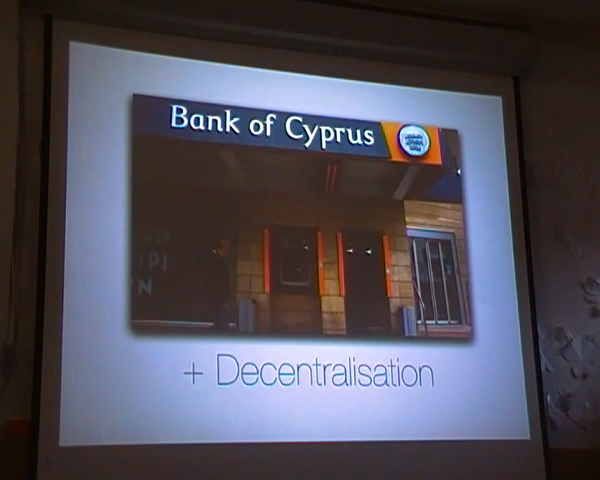 Bank of Cyprus
+ Decentralisation